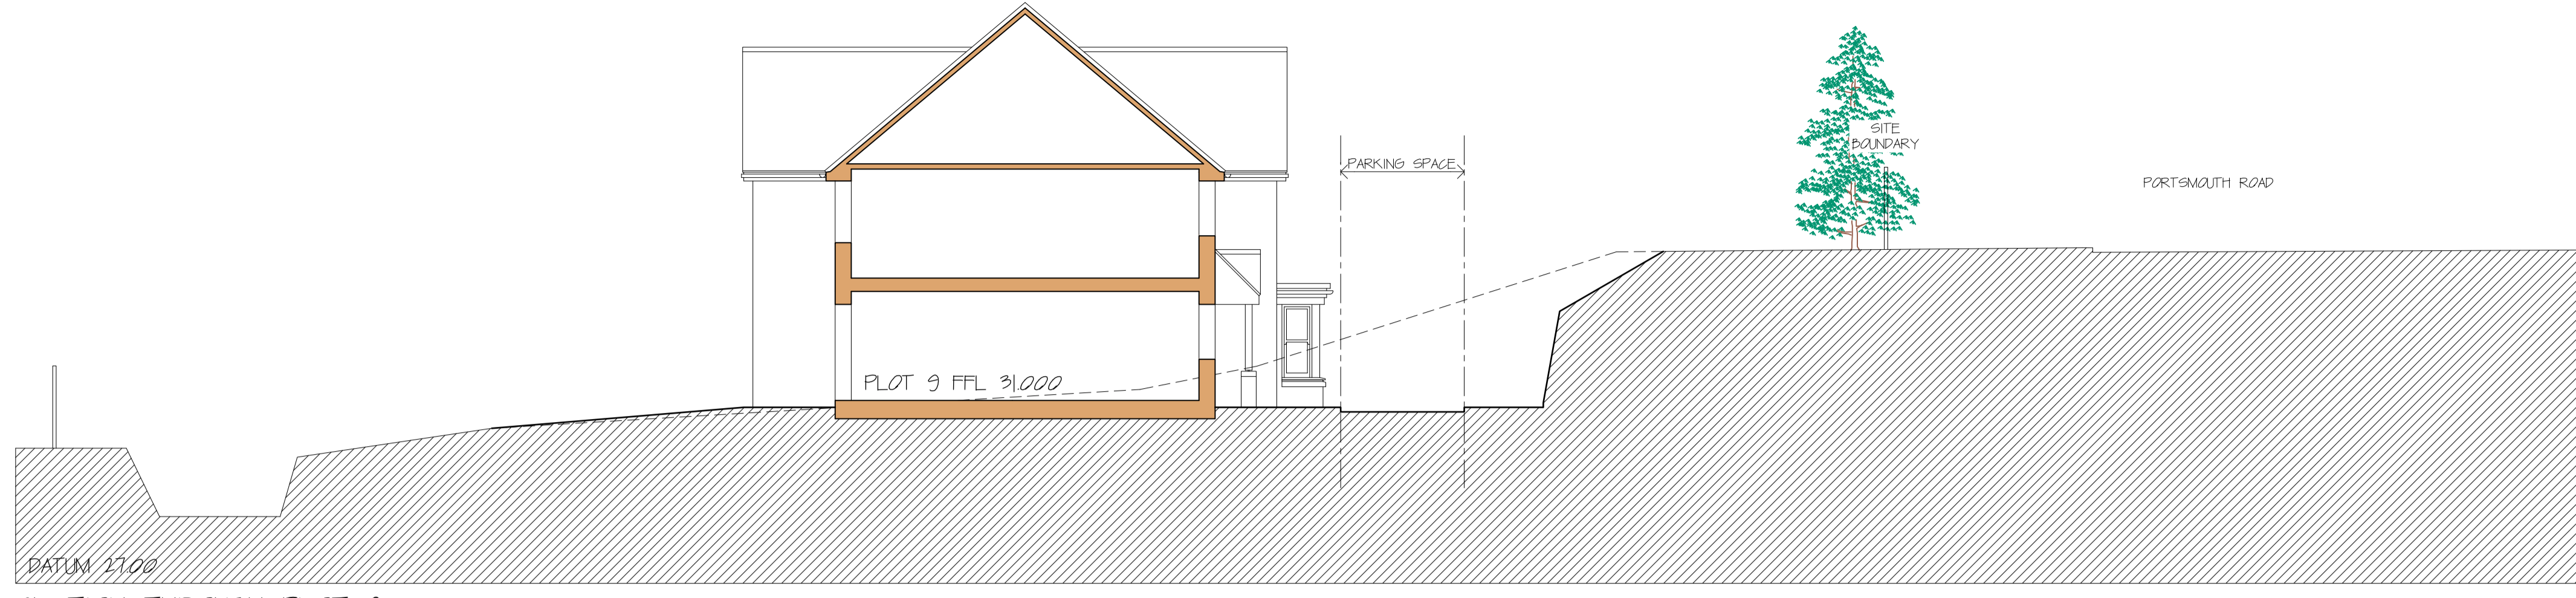 SITE
BOUNDARY
PARKING SPACE
PORTSMOUTH ROAD
PLOT 9 FFL 31.000
DATUM 27.00